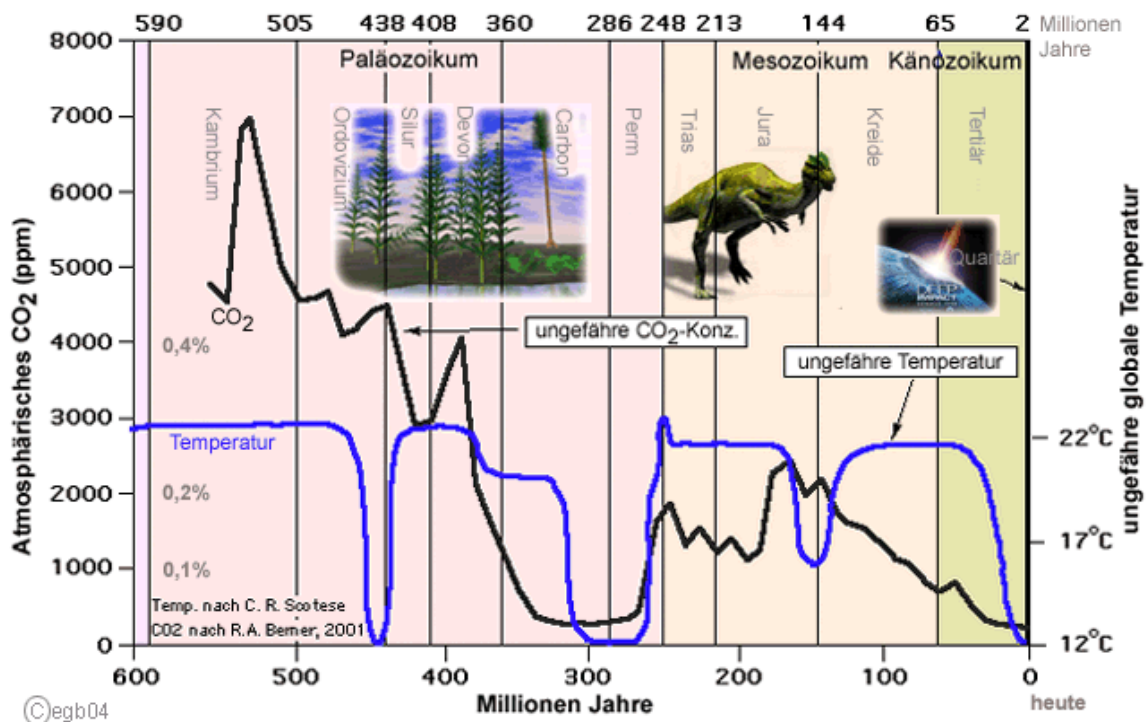 590 505 438 408 360 286 248 213 144 65 2 Millionen
Jahre
8000
7000
6000
5000
4000
3000
2000
1000
0
Atmosphärisches CO₂ (ppm)
Paläozoikum
Mesozoikum
Känozoikum
Kambrium
Ordovizium
Silur
Devon
Carbon
Perm
Trias
Jura
Kreide
Tertiär
Quartär
DEEP
IMPACT
CO₂
ungefähre CO₂-Konz.
ungefähre Temperatur
0,4%
Temperatur
0,2%
0,1%
Temp. nach C. R. Scotese
CO2 nach R.A. Berner, 2001
22°C
17°C
12°C
ungefähre globale Temperatur
600 500 400 300 200 100 0
Millionen Jahre
heute
©egb04